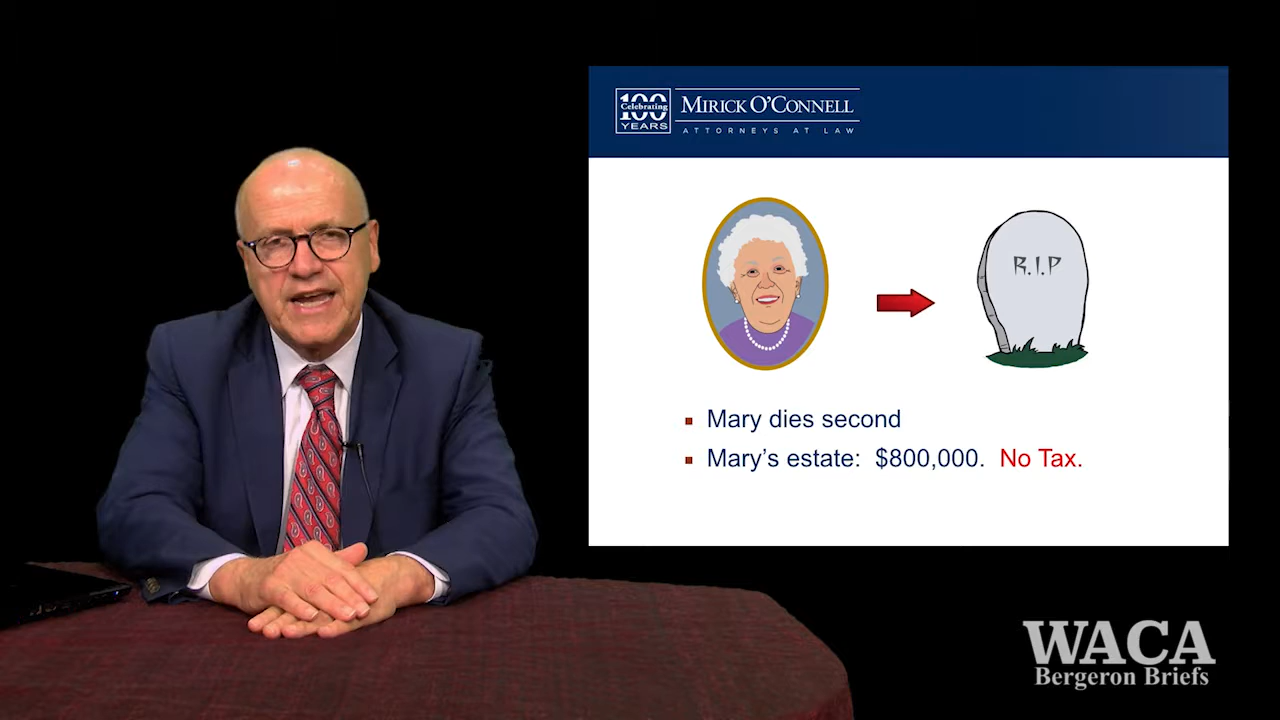 Celebrating
100
YEARS
MIRICK O'CONNELL
ATTORNEYS AT LAW
R.I.P
Mary dies second
Mary's estate: $800,000. No Tax.
WACA
Bergeron Briefs